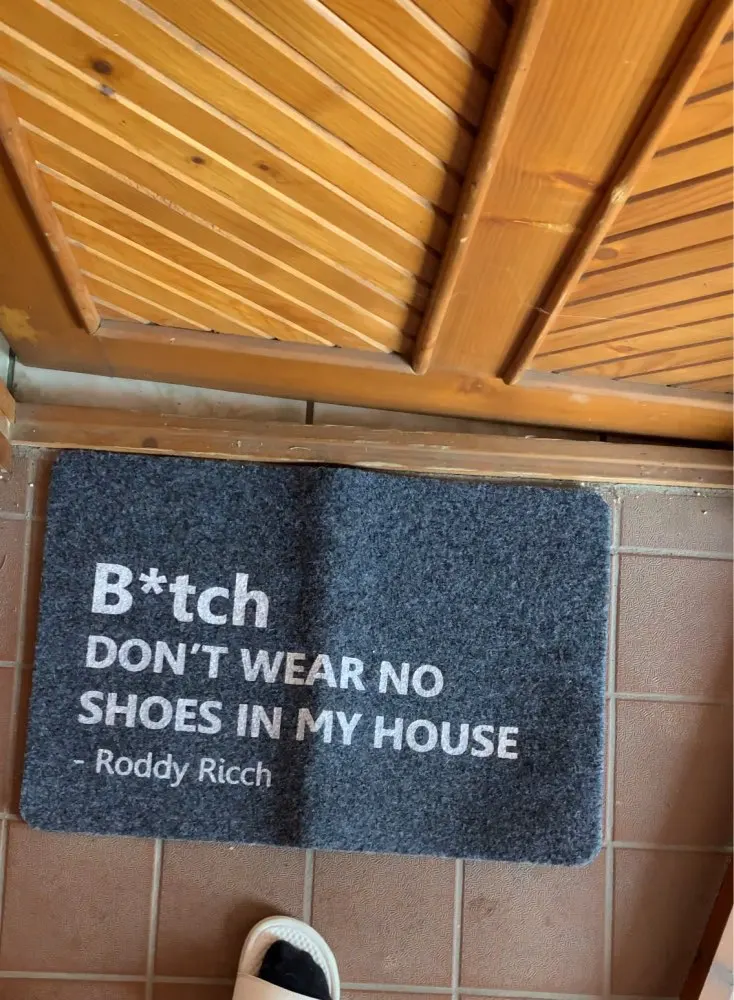 B*tch
DON'T WEAR NO
SHOES IN MY HOUSE
- Roddy Ricch